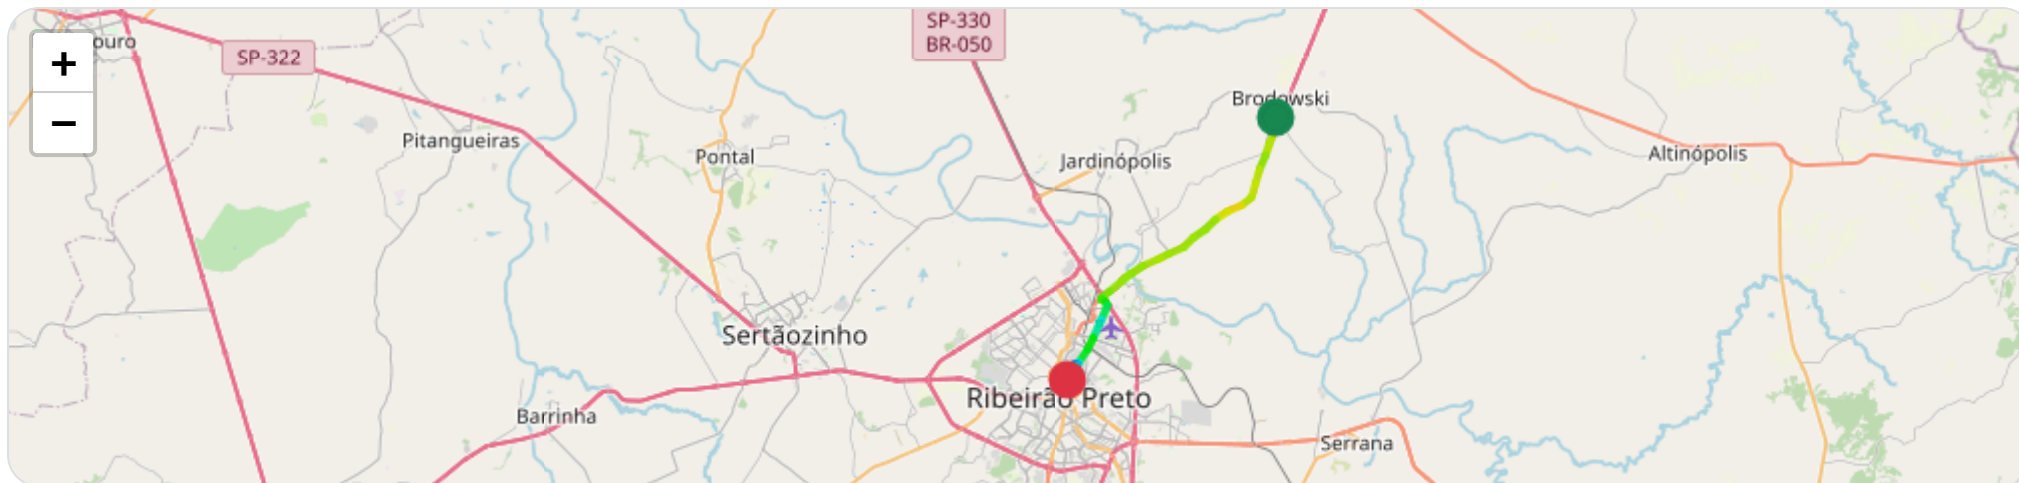 SP-330
BR-050
ouro
SP-322
+
−
Brodowski
Pitangueiras
Pontal
Jardinópolis
Altinópolis
Sertãozinho
Ribeirão Preto
Barrinha
Serrana